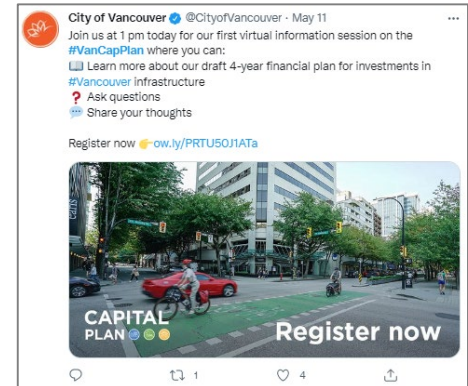 City of Vancouver @CityofVancouver · May 11
Join us at 1 pm today for our first virtual information session on the
#VanCapPlan where you can:
📖 Learn more about our draft 4-year financial plan for investments in
#Vancouver infrastructure
❓ Ask questions
💬 Share your thoughts
Register now 👉ow.ly/PRTU50J1ATa
CAPITAL
PLAN
Register now
1
4